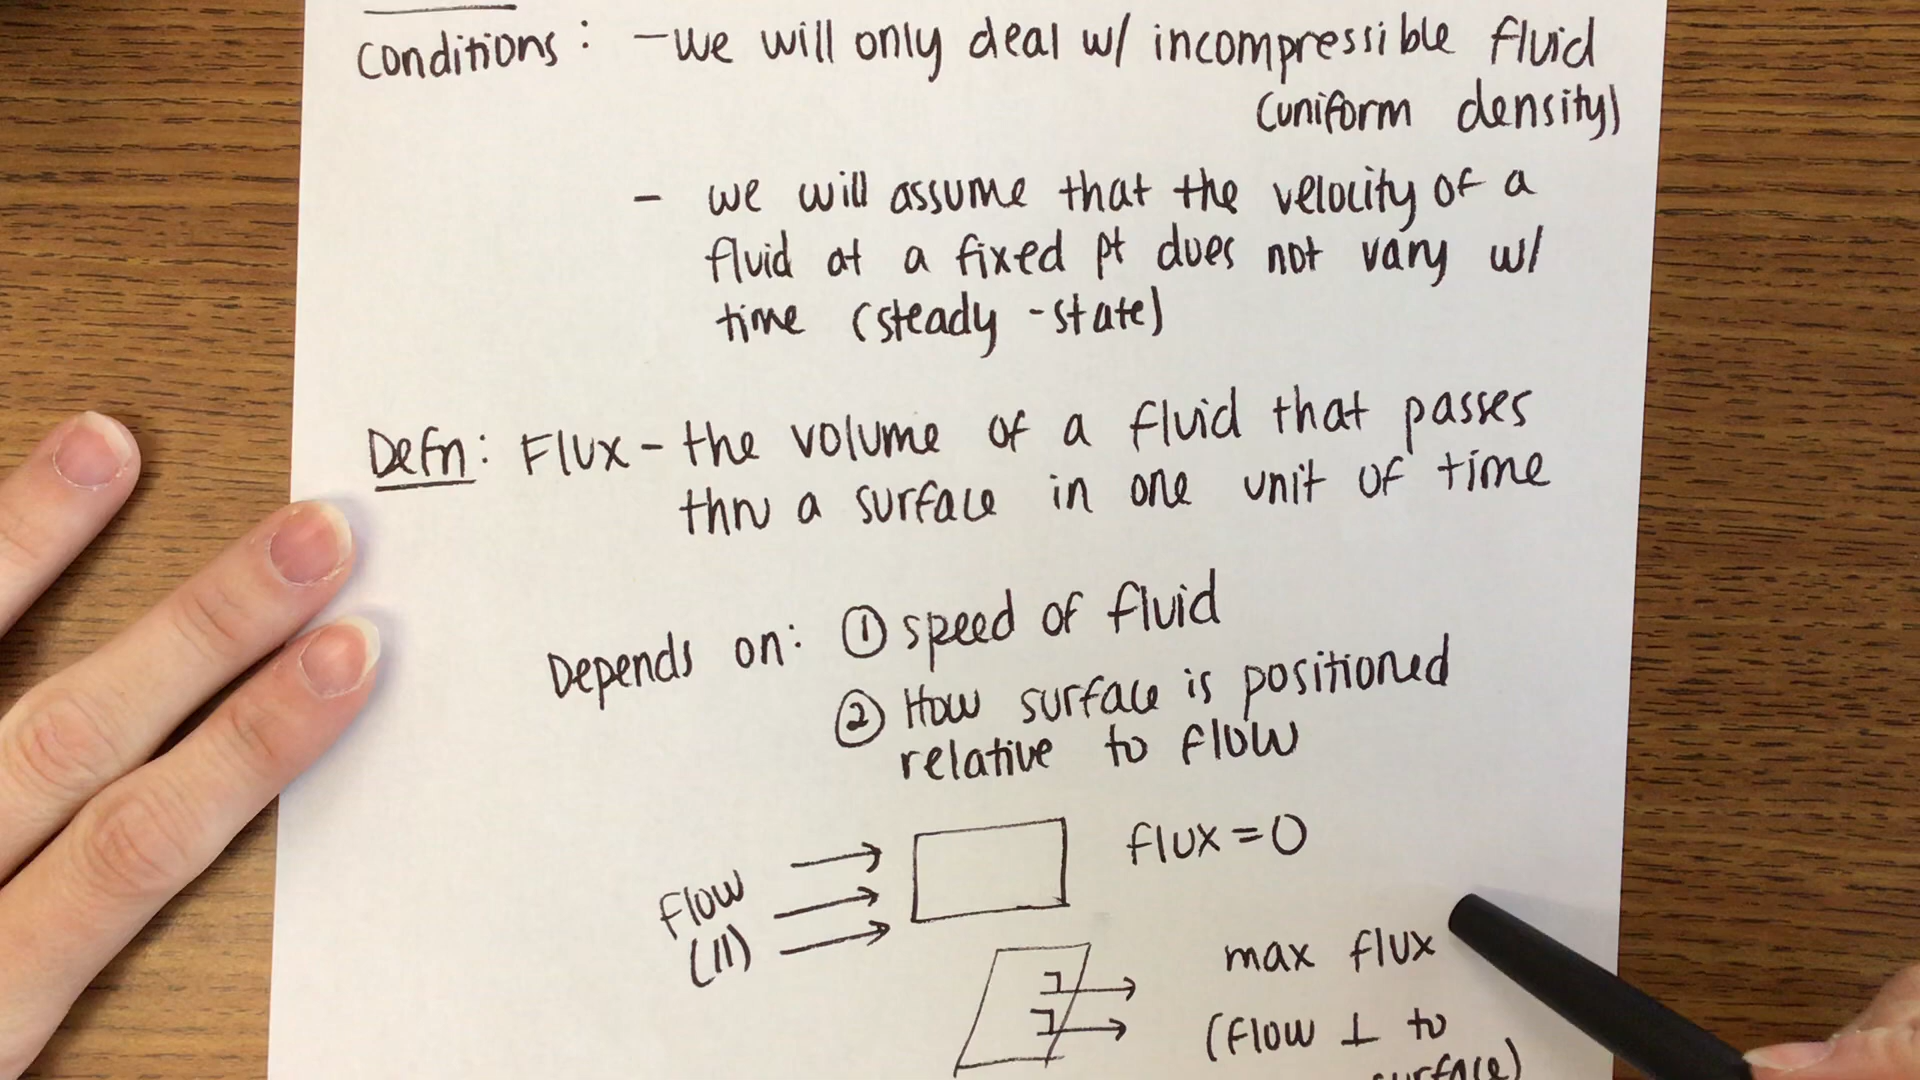 Conditions: - we will only deal w/ incompressible fluid
(uniform density)
- we will assume that the velocity of a
fluid at a fixed pt does not vary w/
time (steady-state)
Defn: Flux - the volume of a fluid that passes
thru a surface in one unit of time
Depends on: ① speed of fluid
② How surface is positioned
relative to flow
Flow
(||)
flux = 0
max flux
(flow ⊥ to
surface)